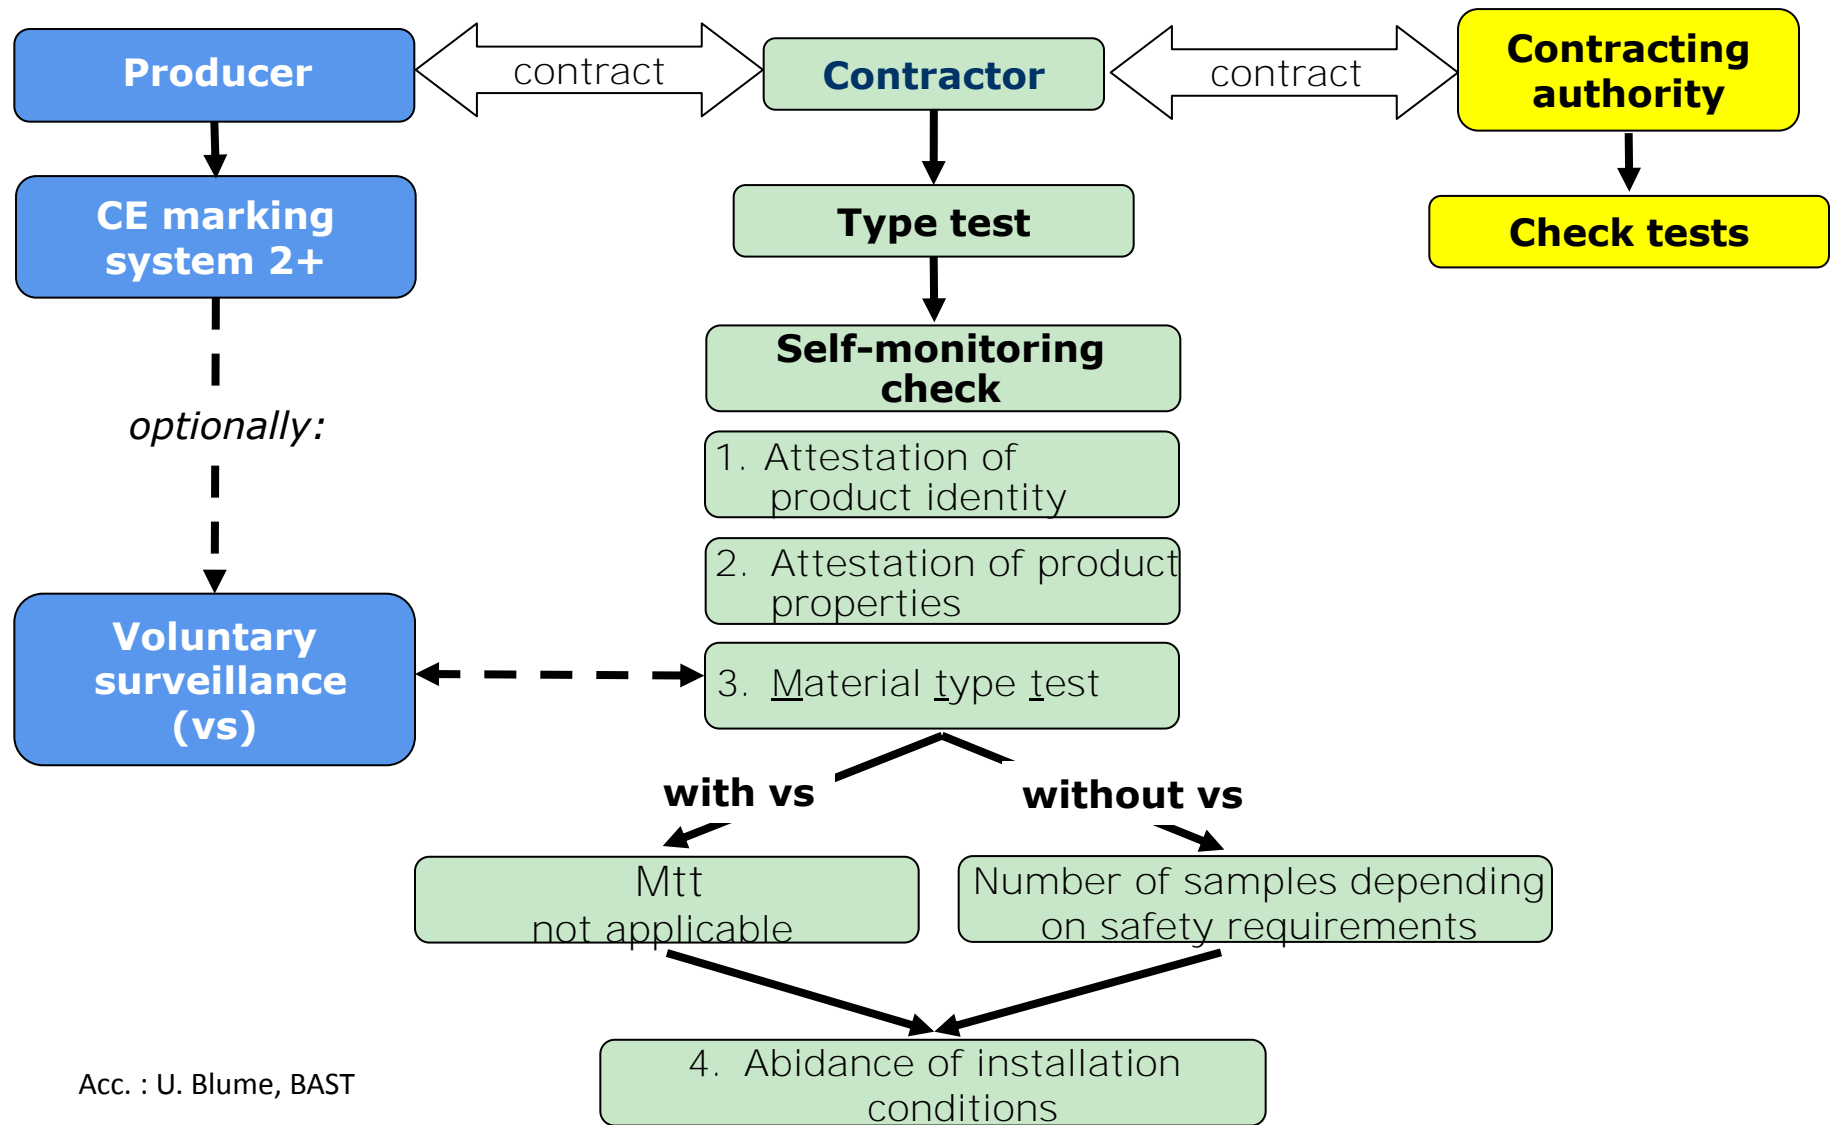 Producer
contract
Contractor
contract
Contracting
authority
CE marking
system 2+
Type test
Check tests
Self-monitoring
check
optionally:
1. Attestation of
product identity
2. Attestation of product
properties
Voluntary
surveillance
(vs)
3. Material type test
with vs
without vs
Mtt
not applicable
Number of samples depending
on safety requirements
4. Abidance of installation
conditions
Acc. : U. Blume, BAST